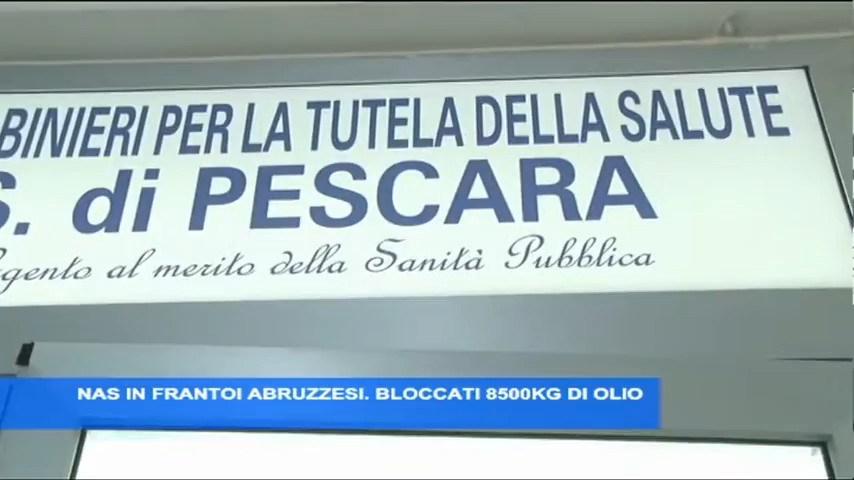 BINIERI PER LA TUTELA DELLA SALUTE
S. di PESCARA
gento al merito della Sanità Pubblica
NAS IN FRANTOI ABRUZZESI. BLOCCATI 8500KG DI OLIO